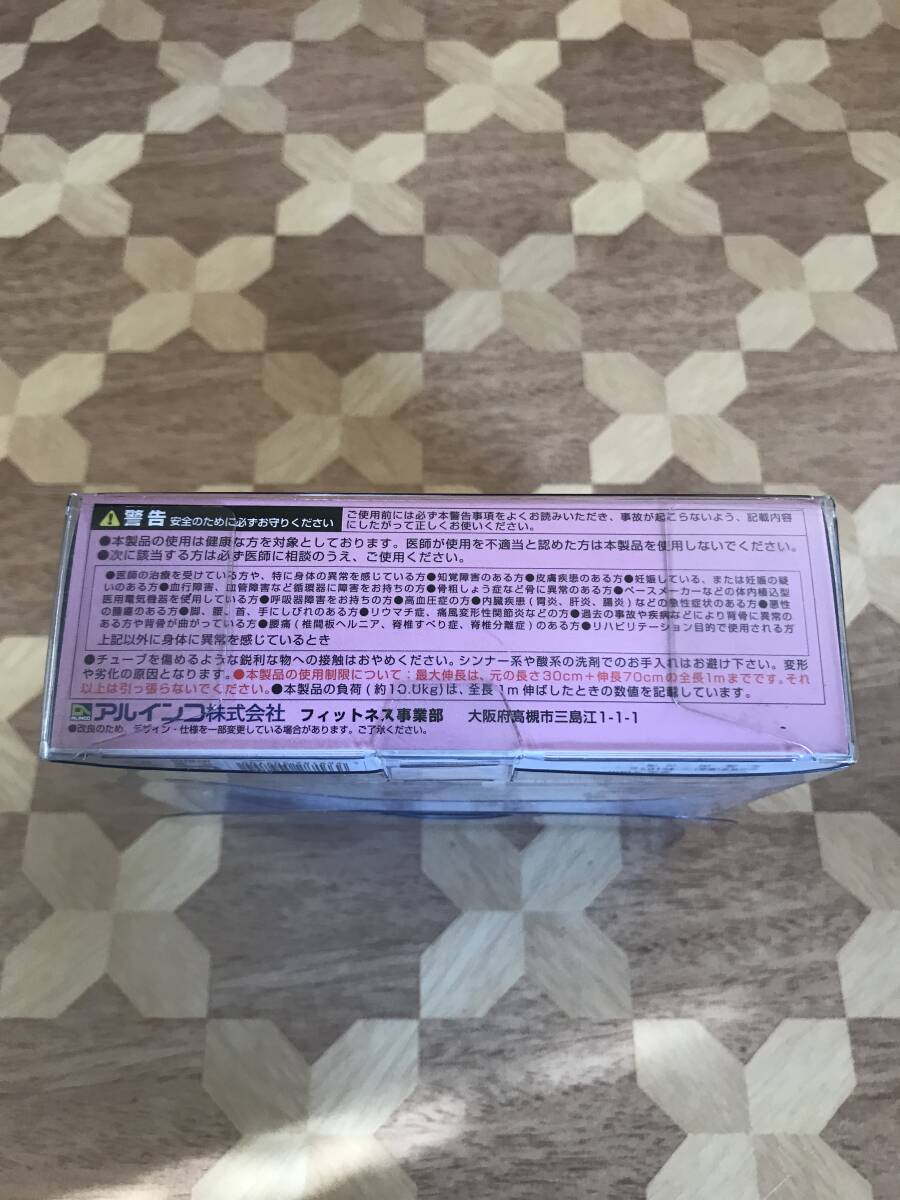 警告 安全のために必ずお守りください
ご使用前には必ず本警告事項をよくお読みいただき、事故が起こらないよう、記載内容
にしたがって正しくお使いください。
●本製品の使用は健康な方を対象としております。医師が使用を不適当と認めた方は本製品を使用しないでください。
●次に該当する方は必ず医師に相談のうえ、ご使用ください。
●医師の治療を受けている方や、特に身体の異常を感じている方●知覚障害のある方●皮膚疾患のある方●妊娠している、または妊娠の疑
いのある方●血行障害、血管障害など循環器に障害をお持ちの方●骨粗しょう症など骨に異常のある方●ペースメーカーなどの体内植込型
医用電気機器を使用している方●呼吸器障害をお持ちの方●高血圧症の方●内臓疾患(胃炎、肝炎、腸炎)などの急性症状のある方●悪性
の腫瘍のある方●脚、腰、首、手にしびれのある方●リウマチ症、痛風変形性関節炎などの方●過去の事故や疾病などにより背骨に異常の
ある方や背骨が曲がっている方●腰痛(椎間板ヘルニア、脊椎すべり症、脊椎分離症)のある方●リハビリテーション目的で使用される方
上記以外に身体に異常を感じているとき
●チューブを傷めるような鋭利な物への接触はおやめください。シンナー系や酸系の洗剤でのお手入れはお避け下さい。変形
や劣化の原因となります。●本製品の使用制限について:最大伸長は、元の長さ30cm+伸長70cmの全長1mまでです。それ
以上は引っ張らないでください。●本製品の負荷(約10.0kg)は、全長1m伸ばしたときの数値を記載しています。
ALINCO アルインコ株式会社 フィットネス事業部 大阪府高槻市三島江1-1-1
●改良のため、デザイン・仕様を一部変更している場合があります。ご了承ください。